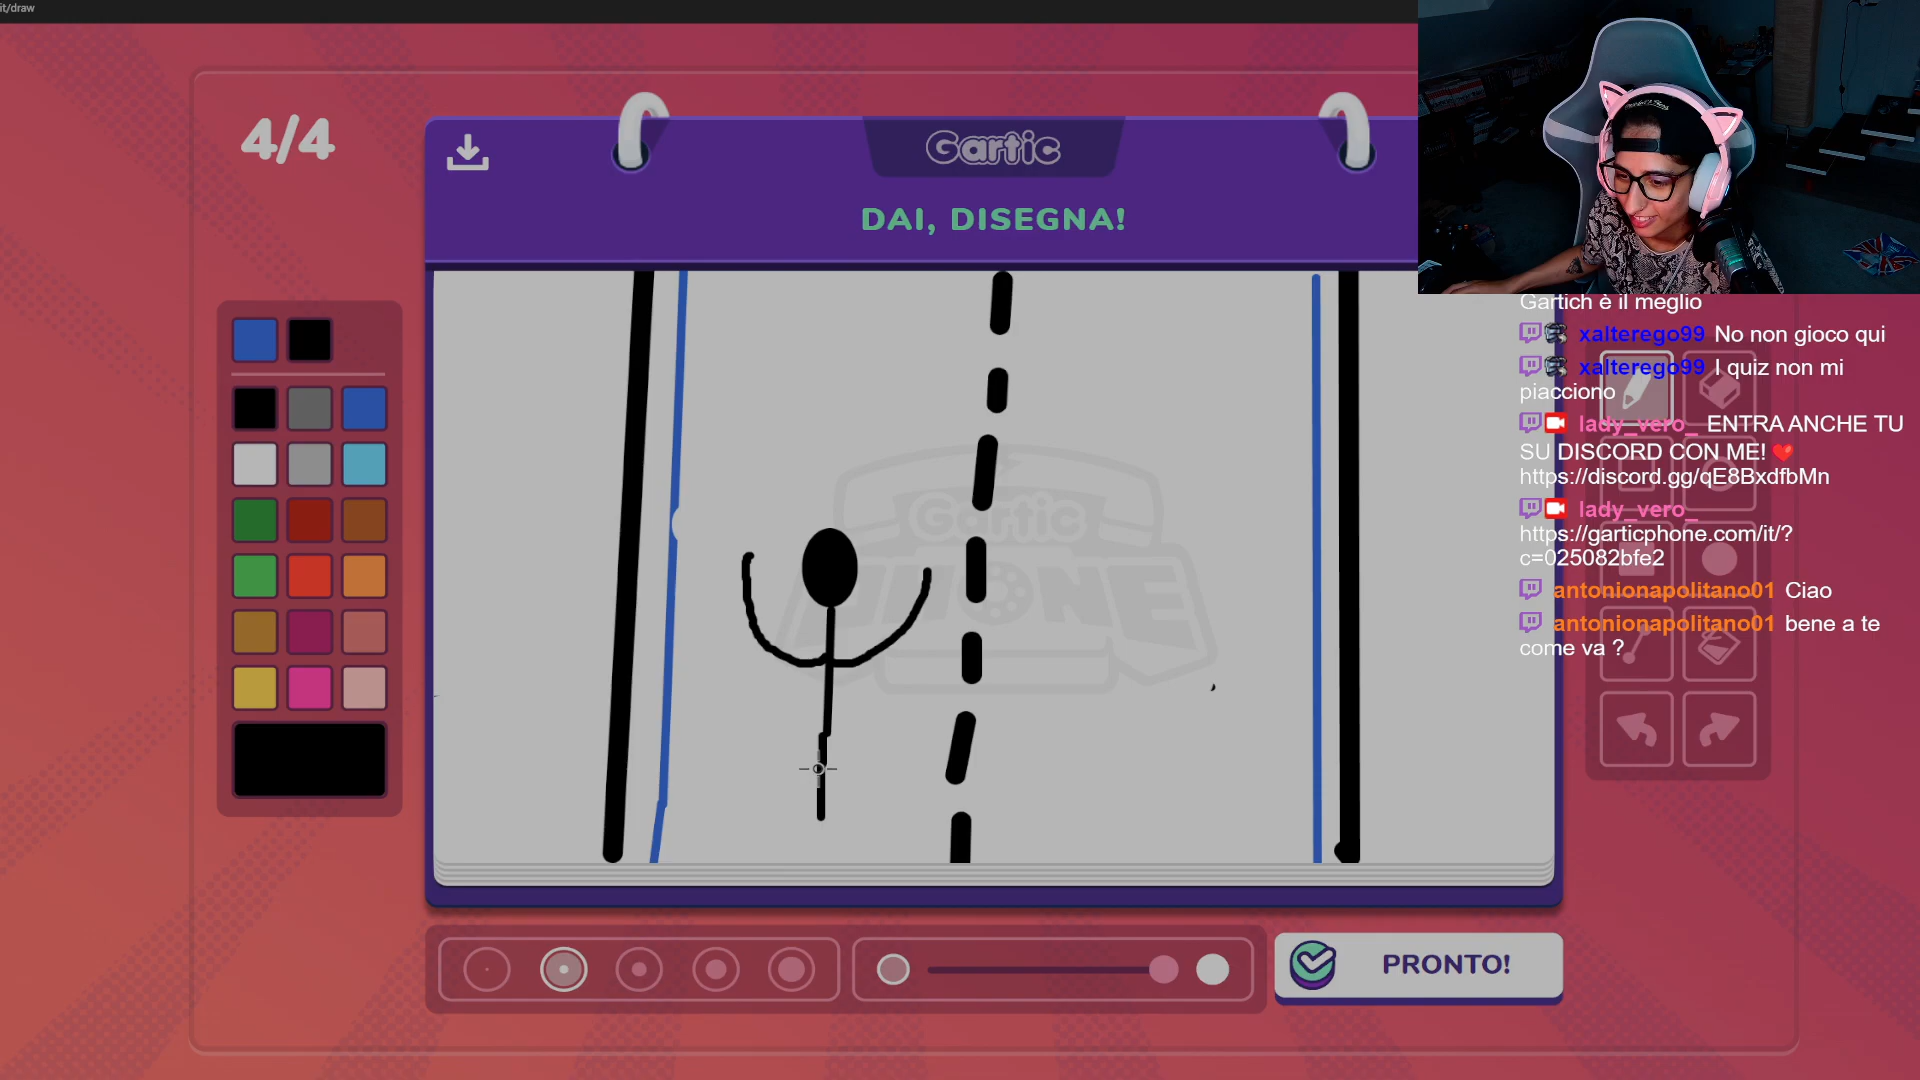 it/draw
4/4
Gartic
DAI, DISEGNA!
Gartic
PHONE
Gartich è il meglio
xalterego99 No non gioco qui
xalterego99 I quiz non mi
piacciono
lady_vero_ ENTRA ANCHE TU
SU DISCORD CON ME! ❤️
https://discord.gg/qE8BxdfbMn
lady_vero_
https://garticphone.com/it/?
c=025082bfe2
antonionapolitano01 Ciao
antonionapolitano01 bene a te
come va ?
PRONTO!